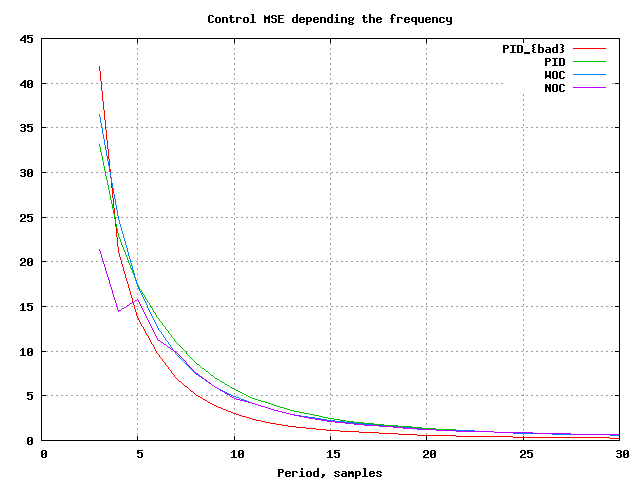 Control MSE depending the frequency
PID_{bad}
PID
WOC
NOC
45
40
35
30
25
20
15
10
5
0
0 5 10 15 20 25 30
Period, samples